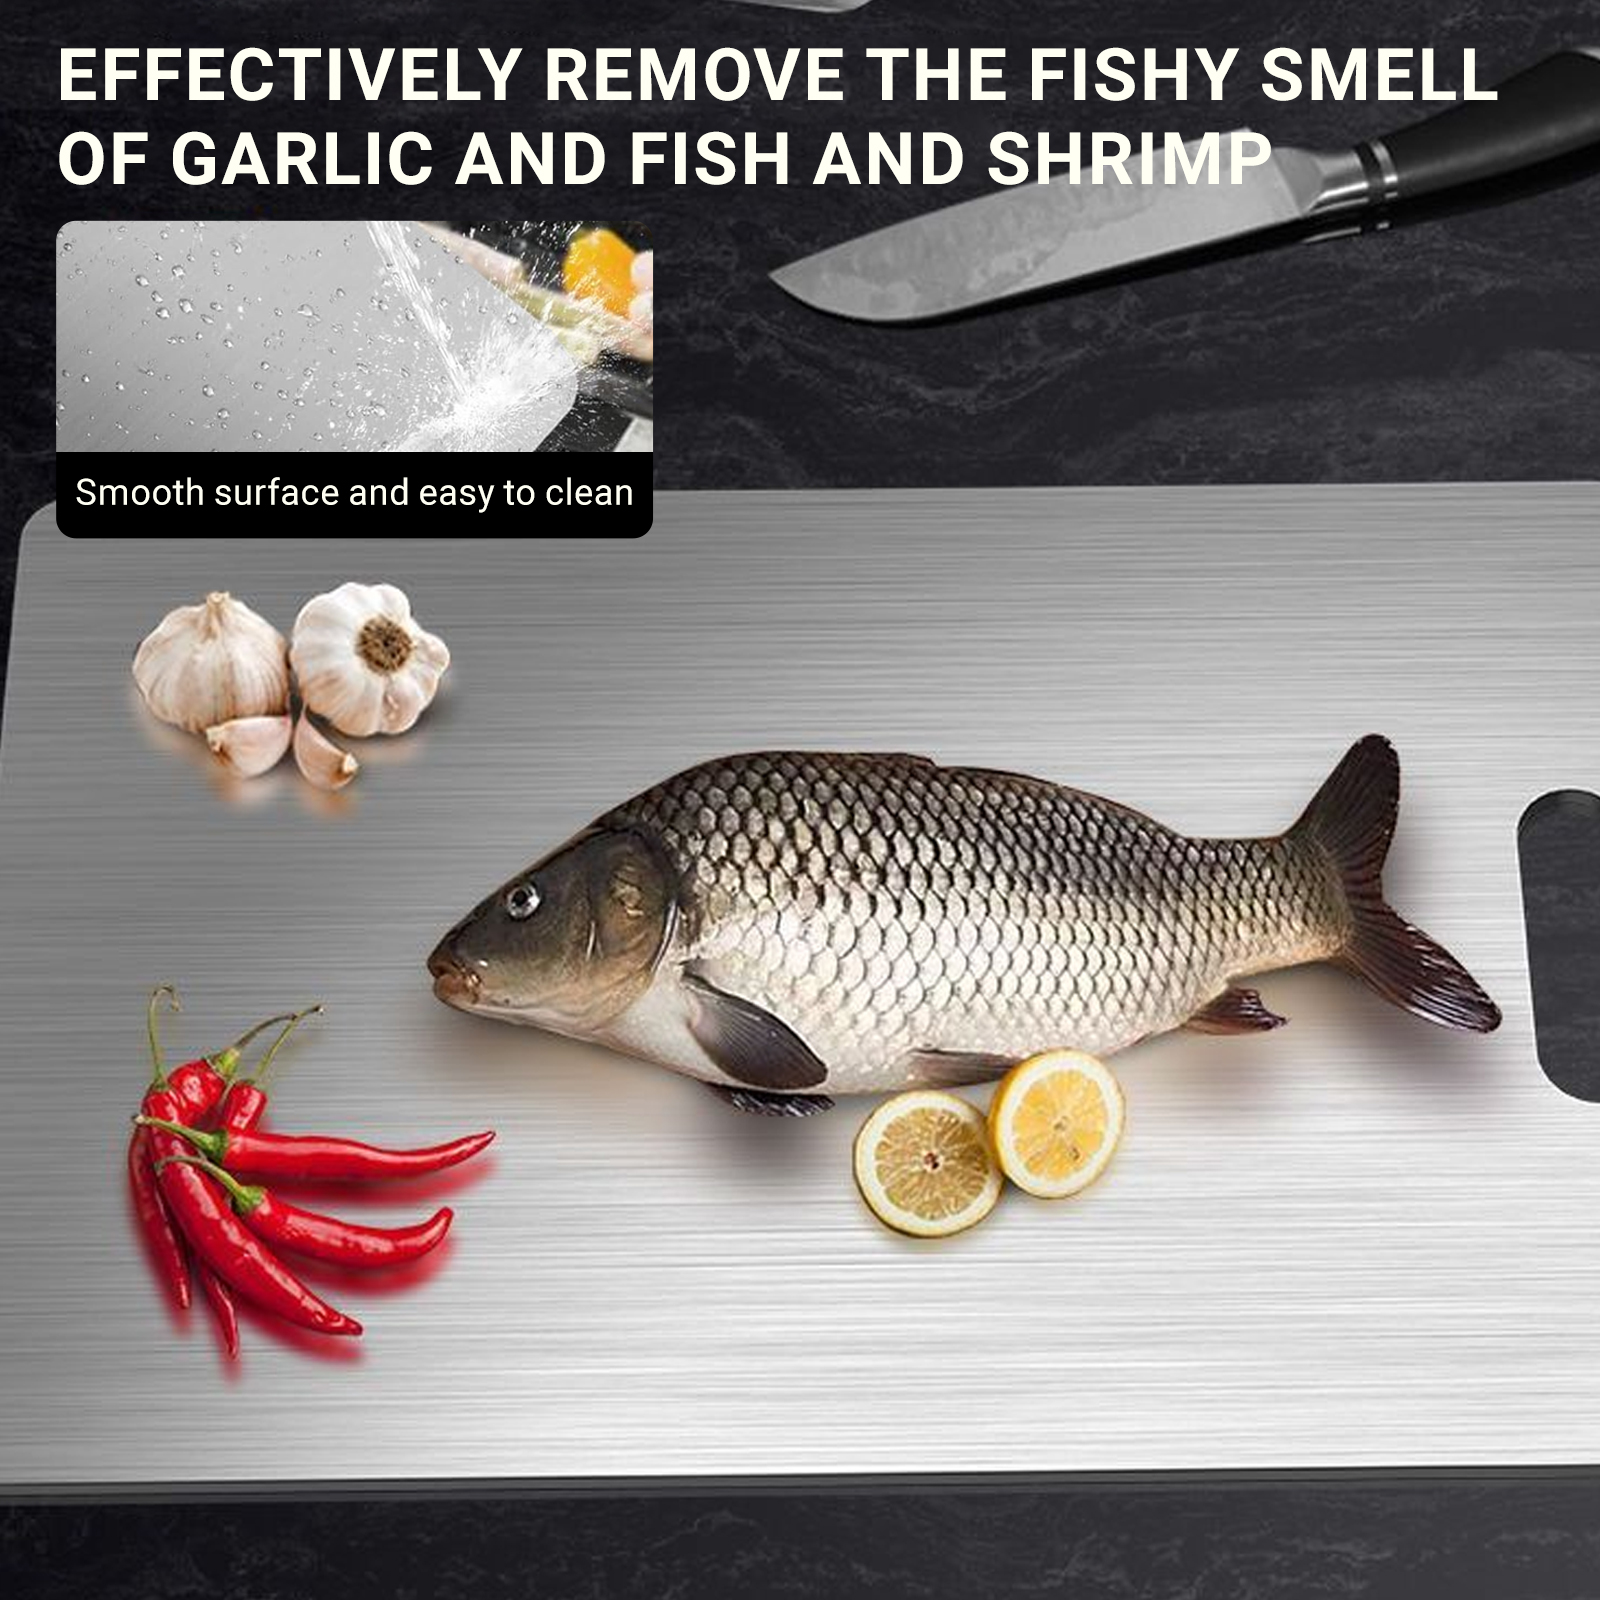 EFFECTIVELY REMOVE THE FISHY SMELL
OF GARLIC AND FISH AND SHRIMP
Smooth surface and easy to clean